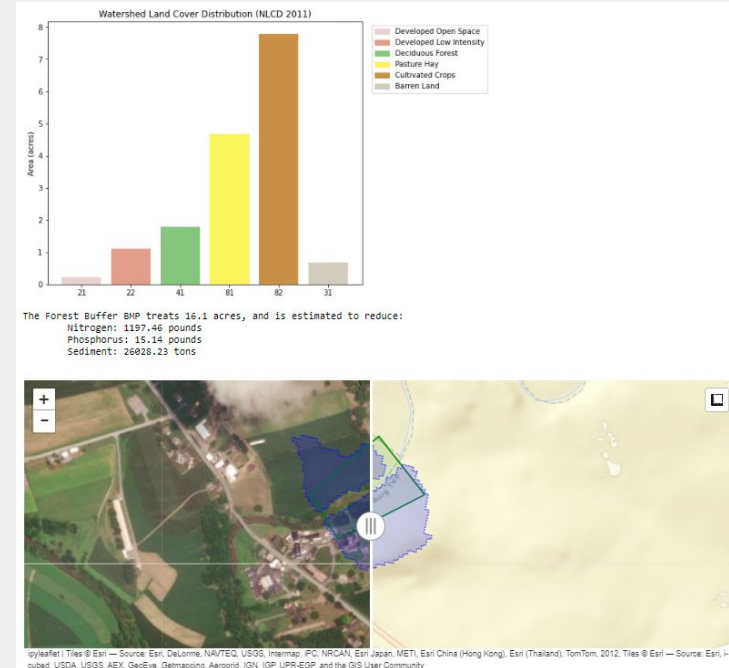 Watershed Land Cover Distribution (NLCD 2011)
8
7
6
5
4
3
2
1
0
Area (acres)
21 22 41 81 82 31
Developed Open Space
Developed Low Intensity
Deciduous Forest
Pasture Hay
Cultivated Crops
Barren Land
The Forest Buffer BMP treats 16.1 acres, and is estimated to reduce:
Nitrogen: 1197.46 pounds
Phosphorus: 15.14 pounds
Sediment: 26028.23 tons
+
−
ipyleaflet | Tiles © Esri — Source: Esri, DeLorme, NAVTEQ, USGS, Intermap, iPC, NRCAN, Esri Japan, METI, Esri China (Hong Kong), Esri (Thailand), TomTom, 2012, Tiles © Esri — Source: Esri, i-
cubed, USDA, USGS, AEX, GeoEye, Getmapping, Aerogrid, IGN, IGP, UPR-EGP, and the GIS User Community